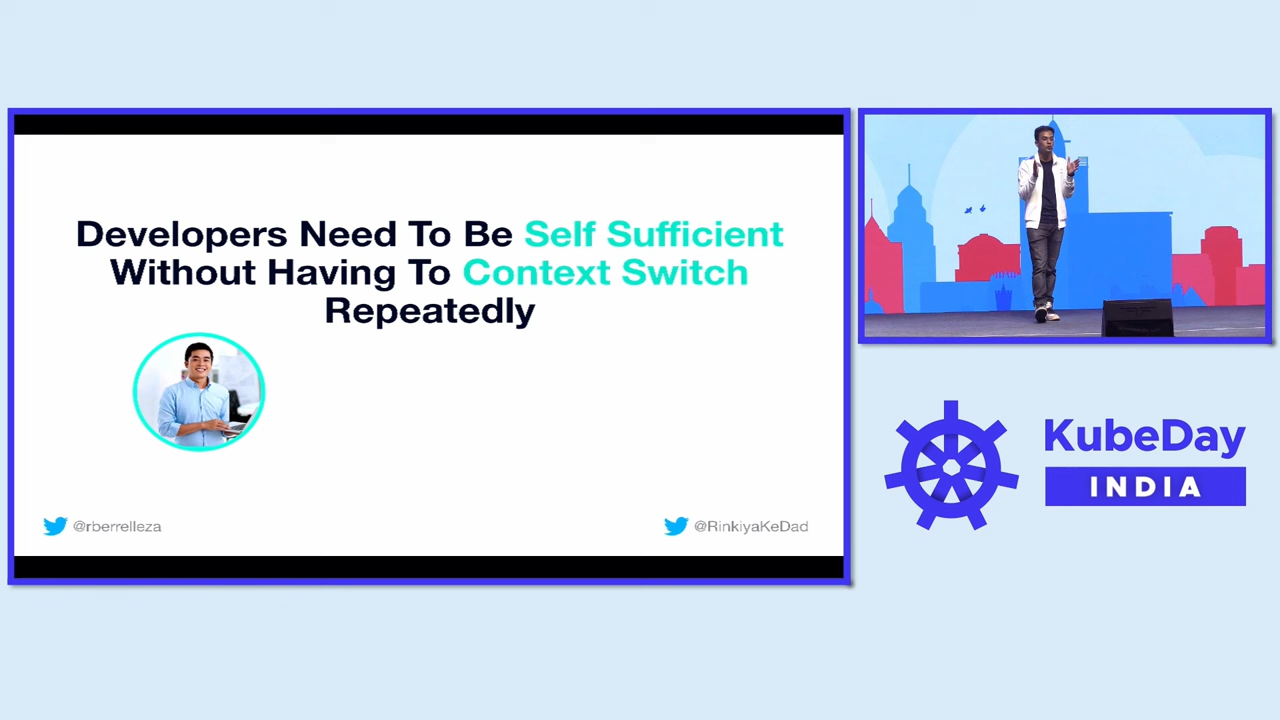 Developers Need To Be Self Sufficient
Without Having To Context Switch
Repeatedly
@rberrelleza
@RinkiyaKeDad
KubeDay
INDIA